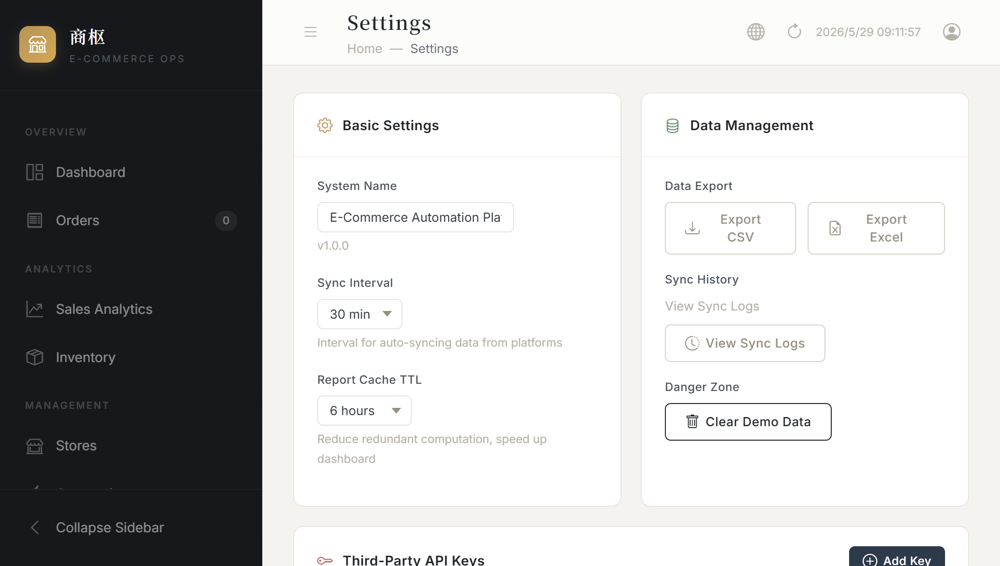 商枢
E-COMMERCE OPS
OVERVIEW
Dashboard
Orders
0
ANALYTICS
Sales Analytics
Inventory
MANAGEMENT
Stores
Collapse Sidebar
Settings
Home — Settings
2026/5/29 09:11:57
Basic Settings
System Name
E-Commerce Automation Pla
v1.0.0
Sync Interval
30 min
Interval for auto-syncing data from platforms
Report Cache TTL
6 hours
Reduce redundant computation, speed up
dashboard
Data Management
Data Export
Export
CSV
Export
Excel
Sync History
View Sync Logs
View Sync Logs
Danger Zone
Clear Demo Data
Third-Party API Keys
Add Key